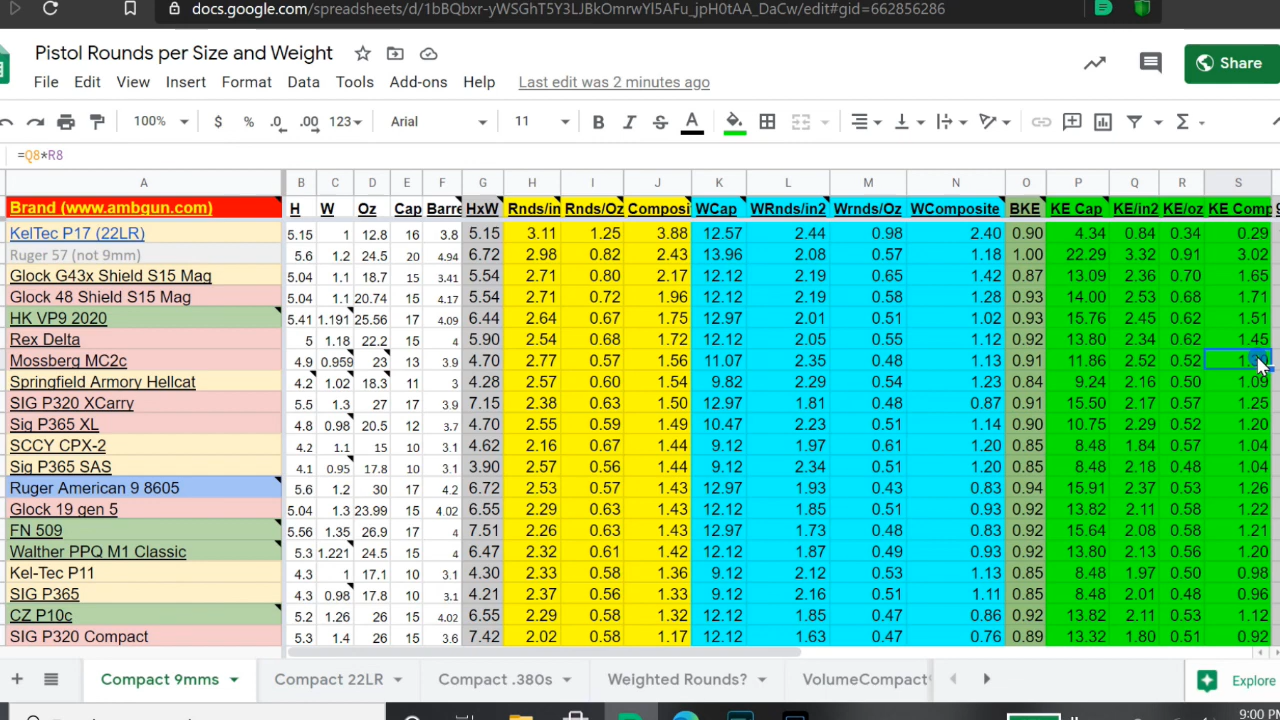 docs.google.com/spreadsheets/d/1bBQbxr-yWSGhT5Y3LJBkOmrwYl5AFu_jpH0tAA_DaCw/edit#gid=662856286
Pistol Rounds per Size and Weight
File Edit View Insert Format Data Tools Add-ons Help Last edit was 2 minutes ago
Share
100% $ % .0 .00 123 Arial 11 B I S A
=Q8*R8
A B C D E F G H I J K L M N O P Q R S
Brand (www.ambgun.com) H W Oz Cap Barre HxW Rnds/in Rnds/Oz Composi WCap WRnds/in2 Wrnds/Oz WComposite BKE KE Cap KE/in2 KE/oz KE Comp
KelTec P17 (22LR) 5.15 1 12.8 16 3.8 5.15 3.11 1.25 3.88 12.57 2.44 0.98 2.40 0.90 4.34 0.84 0.34 0.29
Ruger 57 (not 9mm) 5.6 1.2 24.5 20 4.94 6.72 2.98 0.82 2.43 13.96 2.08 0.57 1.18 1.00 22.29 3.32 0.91 3.02
Glock G43x Shield S15 Mag 5.04 1.1 18.7 15 3.41 5.54 2.71 0.80 2.17 12.12 2.19 0.65 1.42 0.87 13.09 2.36 0.70 1.65
Glock 48 Shield S15 Mag 5.04 1.1 20.74 15 4.17 5.54 2.71 0.72 1.96 12.12 2.19 0.58 1.28 0.93 14.00 2.53 0.68 1.71
HK VP9 2020 5.41 1.191 25.56 17 4.09 6.44 2.64 0.67 1.75 12.97 2.01 0.51 1.02 0.93 15.76 2.45 0.62 1.51
Rex Delta 5 1.18 22.2 15 4 5.90 2.54 0.68 1.72 12.12 2.05 0.55 1.12 0.91 13.80 2.34 0.62 1.45
Mossberg MC2c 4.9 0.959 23 13 3.9 4.70 2.77 0.57 1.56 11.07 2.35 0.48 1.13 0.91 11.86 2.52 0.52
Springfield Armory Hellcat 4.2 1.02 18.3 11 3 4.28 2.57 0.60 1.54 9.82 2.29 0.54 1.23 0.84 9.24 2.16 0.50 1.09
SIG P320 XCarry 5.5 1.3 27 17 3.9 7.15 2.38 0.63 1.50 12.97 1.81 0.48 0.87 0.91 15.50 2.17 0.57 1.25
Sig P365 XL 4.8 0.98 20.5 12 3.7 4.70 2.55 0.59 1.49 10.47 2.23 0.51 1.14 0.90 10.75 2.29 0.52 1.20
SCCY CPX-2 4.2 1.1 15 10 3.1 4.62 2.16 0.67 1.44 9.12 1.97 0.61 1.20 0.85 8.48 1.84 0.57 1.04
Sig P365 SAS 4.1 0.95 17.8 10 3.1 3.90 2.57 0.56 1.44 9.12 2.34 0.51 1.20 0.85 8.48 2.18 0.48 1.04
Ruger American 9 8605 5.6 1.2 30 17 4.2 6.72 2.53 0.57 1.43 12.97 1.93 0.43 0.83 0.94 15.91 2.37 0.53 1.26
Glock 19 gen 5 5.04 1.3 23.99 15 4.02 6.55 2.29 0.63 1.43 12.12 1.85 0.51 0.93 0.92 13.82 2.11 0.58 1.22
FN 509 5.56 1.35 26.9 17 4 7.51 2.26 0.63 1.43 12.97 1.73 0.48 0.83 0.92 15.64 2.08 0.58 1.21
Walther PPQ M1 Classic 5.3 1.221 24.5 15 4 6.47 2.32 0.61 1.42 12.12 1.87 0.49 0.93 0.92 13.80 2.13 0.56 1.20
Kel-Tec P11 4.3 1 17.1 10 3.1 4.30 2.33 0.58 1.36 9.12 2.12 0.53 1.13 0.85 8.48 1.97 0.50 0.98
SIG P365 4.3 0.98 17.8 10 3.1 4.21 2.37 0.56 1.33 9.12 2.16 0.51 1.11 0.85 8.48 2.01 0.48 0.96
CZ P10c 5.2 1.26 26 15 4.02 6.55 2.29 0.58 1.32 12.12 1.85 0.47 0.86 0.92 13.82 2.11 0.53 1.12
SIG P320 Compact 5.3 1.4 26 15 3.6 7.42 2.02 0.58 1.17 12.12 1.63 0.47 0.76 0.89 13.32 1.80 0.51 0.92
Compact 9mms Compact 22LR Compact .380s Weighted Rounds? VolumeCompact Explore
9:00 PM